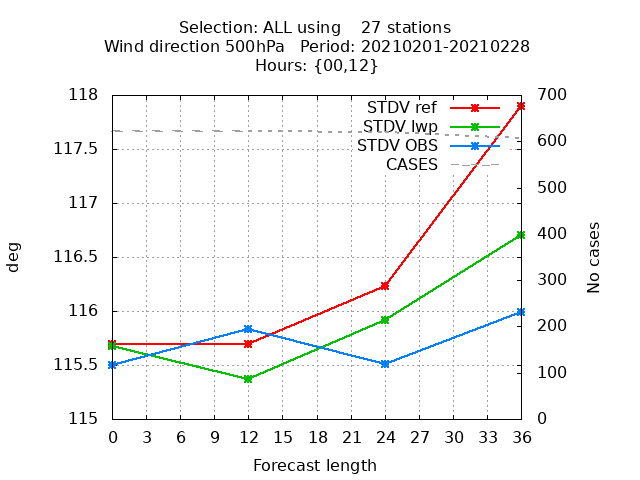 Selection: ALL using    27 stations
Wind direction 500hPa   Period: 20210201-20210228
Hours: {00,12}
118 700
STDV ref
600
STDV lwp
117.5
STDV OBS
CASES
500
117
400
116.5
300
116
200
115.5
100
115 0
deg
No cases
0 3 6 9 12 15 18 21 24 27 30 33 36
Forecast length